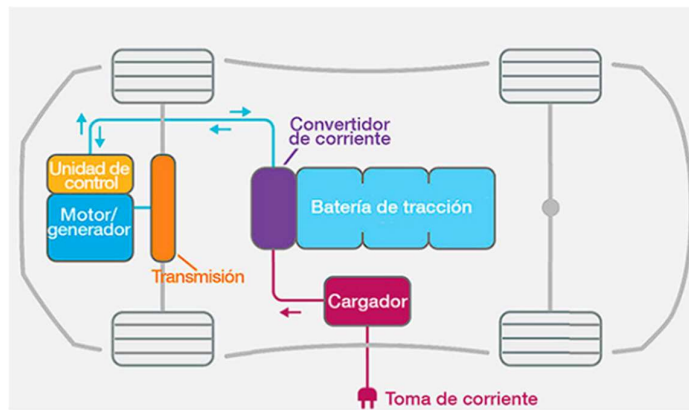 Convertidor
de corriente
Unidad de
control
Motor/
generador
Batería de tracción
Transmisión
Cargador
Toma de corriente